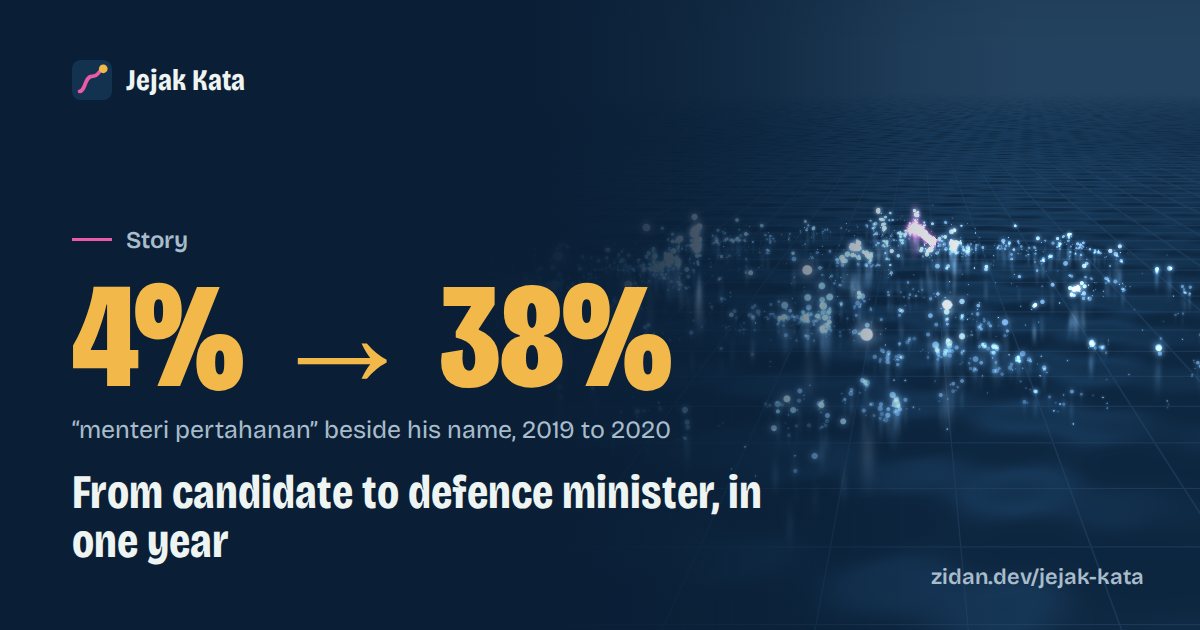 Jejak Kata
Story
4% → 38%
“menteri pertahanan” beside his name, 2019 to 2020
From candidate to defence minister, in
one year
zidan.dev/jejak-kata